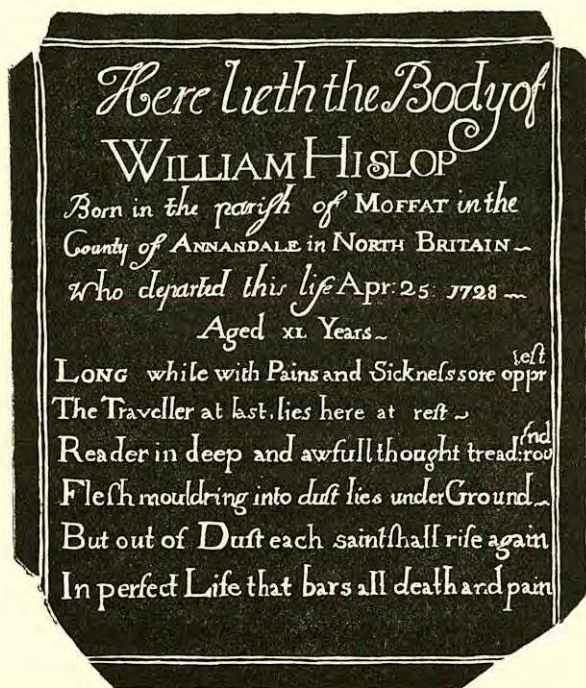 Here lieth the Body of
WILLIAM HISLOP
Born in the pariſh of MOFFAT in the
County of ANNANDALE in NORTH BRITAIN~
Who departed this life Apr: 25 1728 ~
Aged XL Years~
LONG while with Pains and Sickneſs sore oppreſt
The Traveller at last, lies here at reſt ~
Reader in deep and awfull thought tread: round
Fleſh mouldring into duſt lies under Ground~
But out of Duſt each saint ſhall riſe again
In perfect Life that bars all death and pain